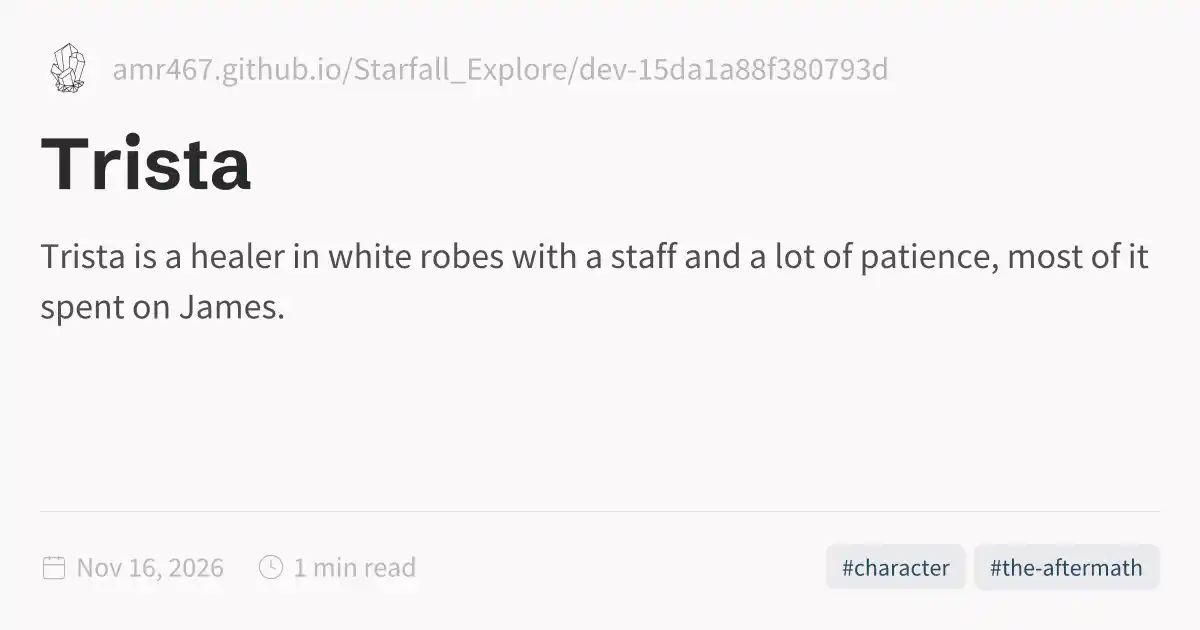 amr467.github.io/Starfall_Explore/dev-15da1a88f380793d
Trista
Trista is a healer in white robes with a staff and a lot of patience, most of it
spent on James.
Nov 16, 2026
1 min read
#character
#the-aftermath